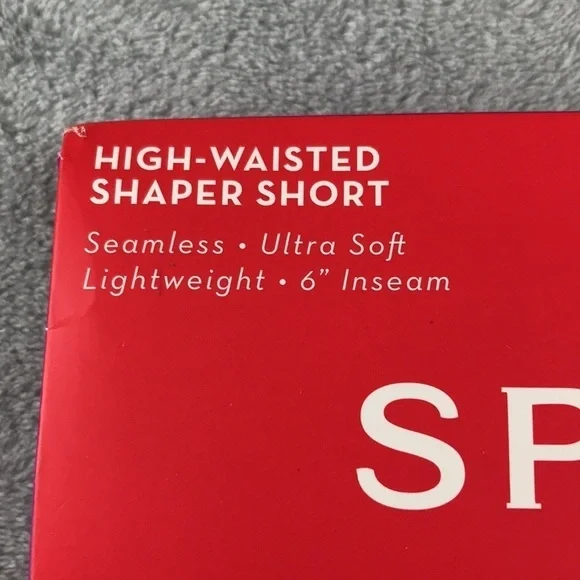 HIGH-WAISTED
SHAPER SHORT
Seamless • Ultra Soft
Lightweight • 6” Inseam
SP